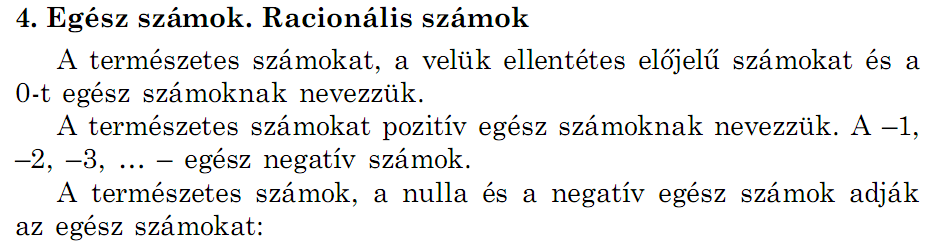 4. Egész számok. Racionális számok
A természetes számokat, a velük ellentétes előjelű számokat és a
0-t egész számoknak nevezzük.
A természetes számokat pozitív egész számoknak nevezzük. A –1,
–2, –3, ... – egész negatív számok.
A természetes számok, a nulla és a negatív egész számok adják
az egész számokat: